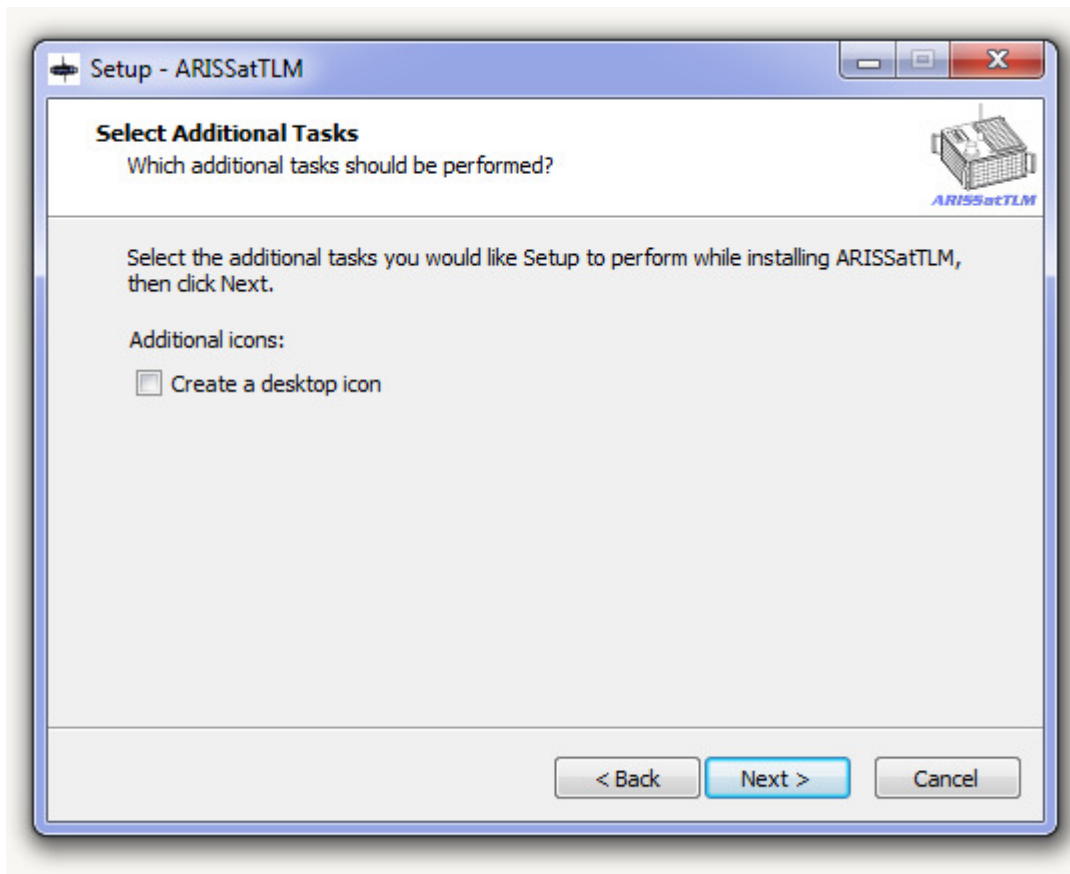 Setup - ARISSatTLM
Select Additional Tasks
Which additional tasks should be performed?
ARISSatTLM
Select the additional tasks you would like Setup to perform while installing ARISSatTLM,
then click Next.
Additional icons:
Create a desktop icon
< Back
Next >
Cancel